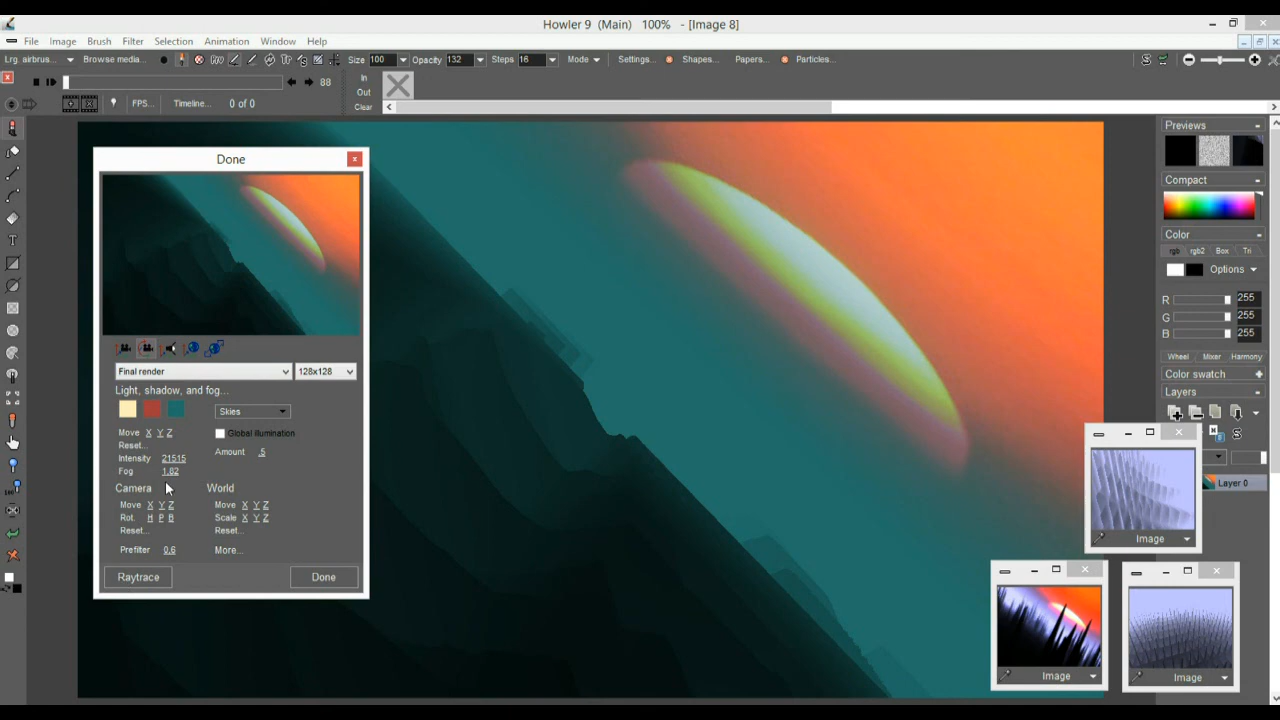 Howler 9 (Main) 100% - [Image 8]
File Image Brush Filter Selection Animation Window Help
Lrg. airbrus... Browse media... Size 100 Opacity 132 Steps 16 Mode Settings... Shapes... Papers... Particles...
88
In
Out
Clear
FPS... Timeline... 0 of 0
Done
Final render 128x128
Light, shadow, and fog...
Skies
Move X Y Z
Global illumination
Reset...
Amount .5
Intensity 21515
Fog 1.82
Camera World
Move X Y Z Move X Y Z
Rot. H P B Scale X Y Z
Reset... Reset...
Prefilter 0.6 More...
Raytrace Done
Previews
Compact
Color
rgb rgb2 Box Tri
Options
R 255
G 255
B 255
Wheel Mixer Harmony
Color swatch
Layers
Layer 0
Image
Image
Image